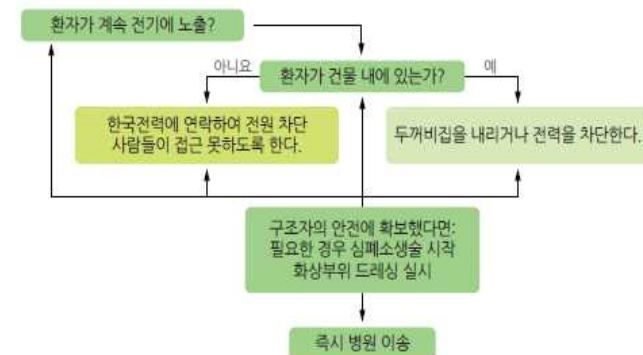 환자가 계속 전기에 노출?
아니요
환자가 건물 내에 있는가?
예
한국전력에 연락하여 전원 차단
사람들이 접근 못하도록 한다.
두꺼비집을 내리거나 전력을 차단한다.
구조자의 안전에 확보했다면:
필요한 경우 심폐소생술 시작
화상부위 드레싱 실시
즉시 병원 이송